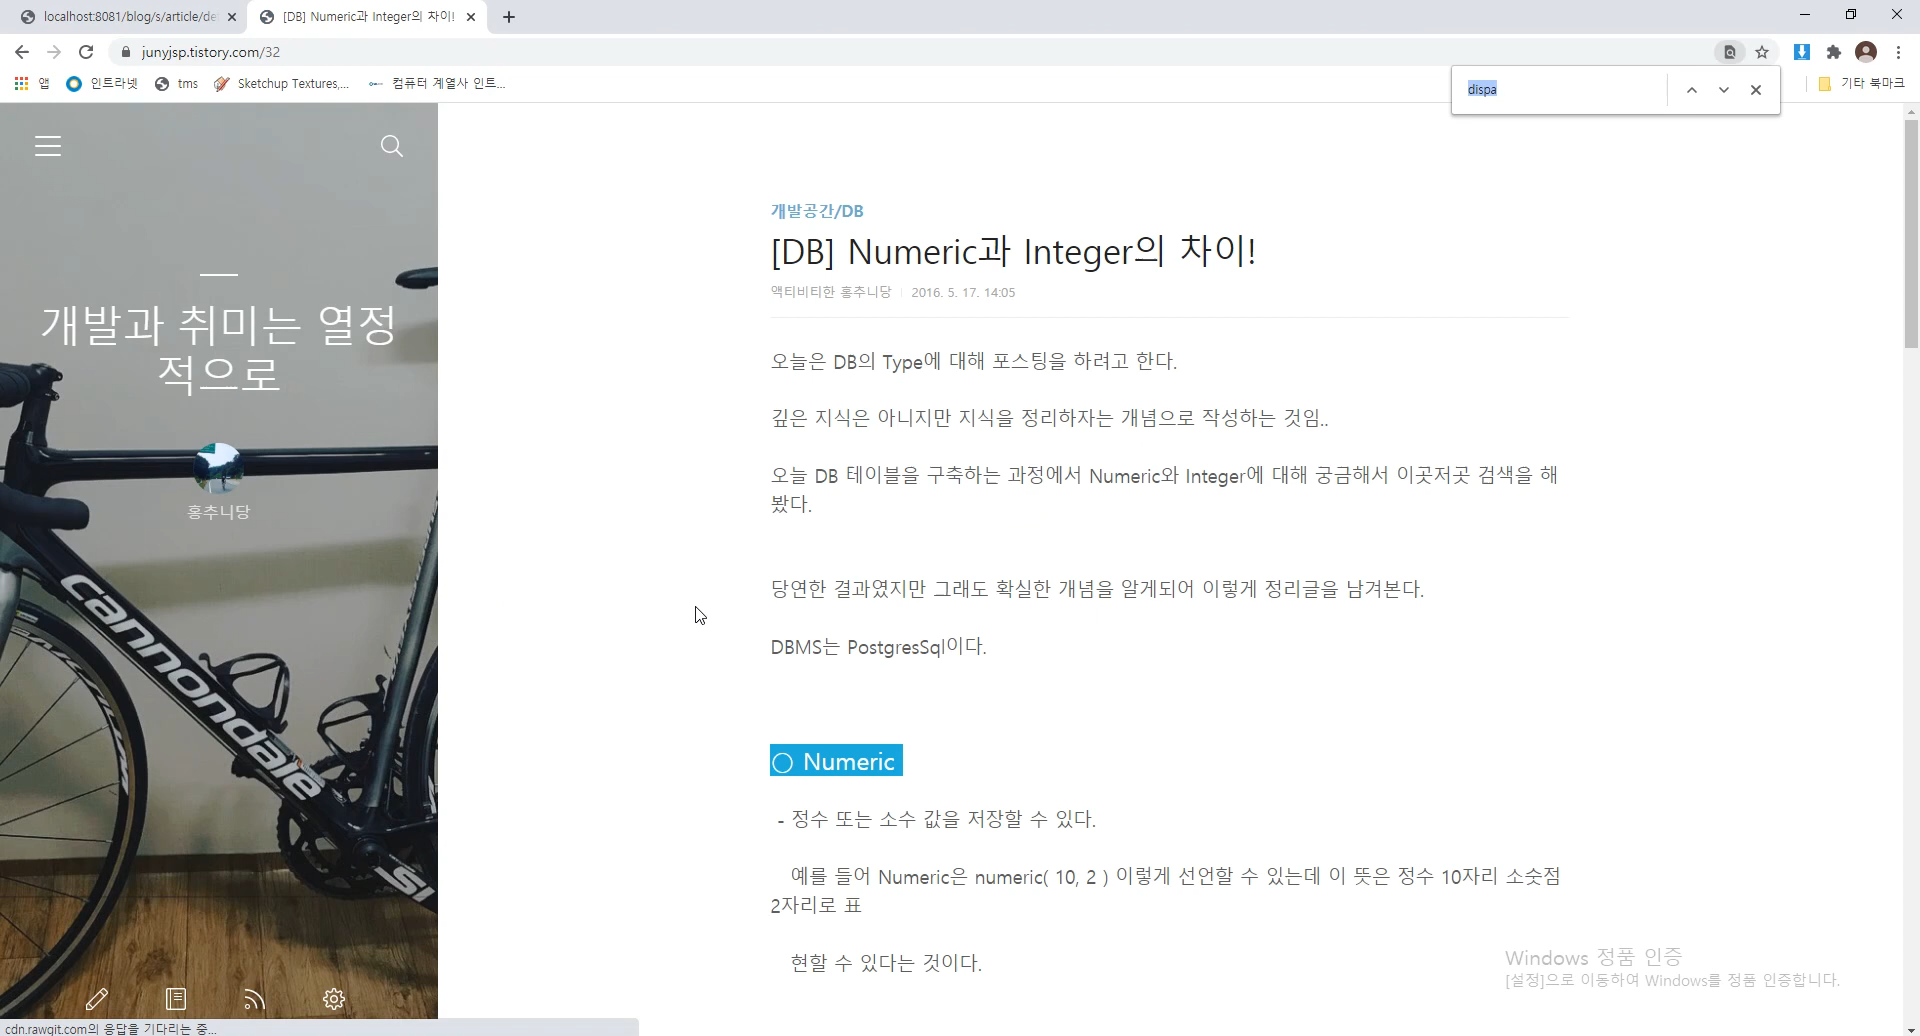 localhost:8081/blog/s/article/de
[DB] Numeric과 Integer의 차이!
junyjsp.tistory.com/32
앱
인트라넷
tms
Sketchup Textures,...
컴퓨터 계열사 인트...
기타 북마크
dispa
개발과 취미는 열정
적으로
홍추니당
cannondale
SI
개발공간/DB
[DB] Numeric과 Integer의 차이!
액티비티한 홍추니당 2016. 5. 17. 14:05
오늘은 DB의 Type에 대해 포스팅을 하려고 한다.
깊은 지식은 아니지만 지식을 정리하자는 개념으로 작성하는 것임..
오늘 DB 테이블을 구축하는 과정에서 Numeric와 Integer에 대해 궁금해서 이곳저곳 검색을 해
봤다.
당연한 결과였지만 그래도 확실한 개념을 알게되어 이렇게 정리글을 남겨본다.
DBMS는 PostgresSql이다.
○ Numeric
- 정수 또는 소수 값을 저장할 수 있다.
예를 들어 Numeric은 numeric( 10, 2 ) 이렇게 선언할 수 있는데 이 뜻은 정수 10자리 소숫점
2자리로 표
현할 수 있다는 것이다.
Windows 정품 인증
[설정]으로 이동하여 Windows를 정품 인증합니다.
cdn.rawgit.com의 응답을 기다리는 중...